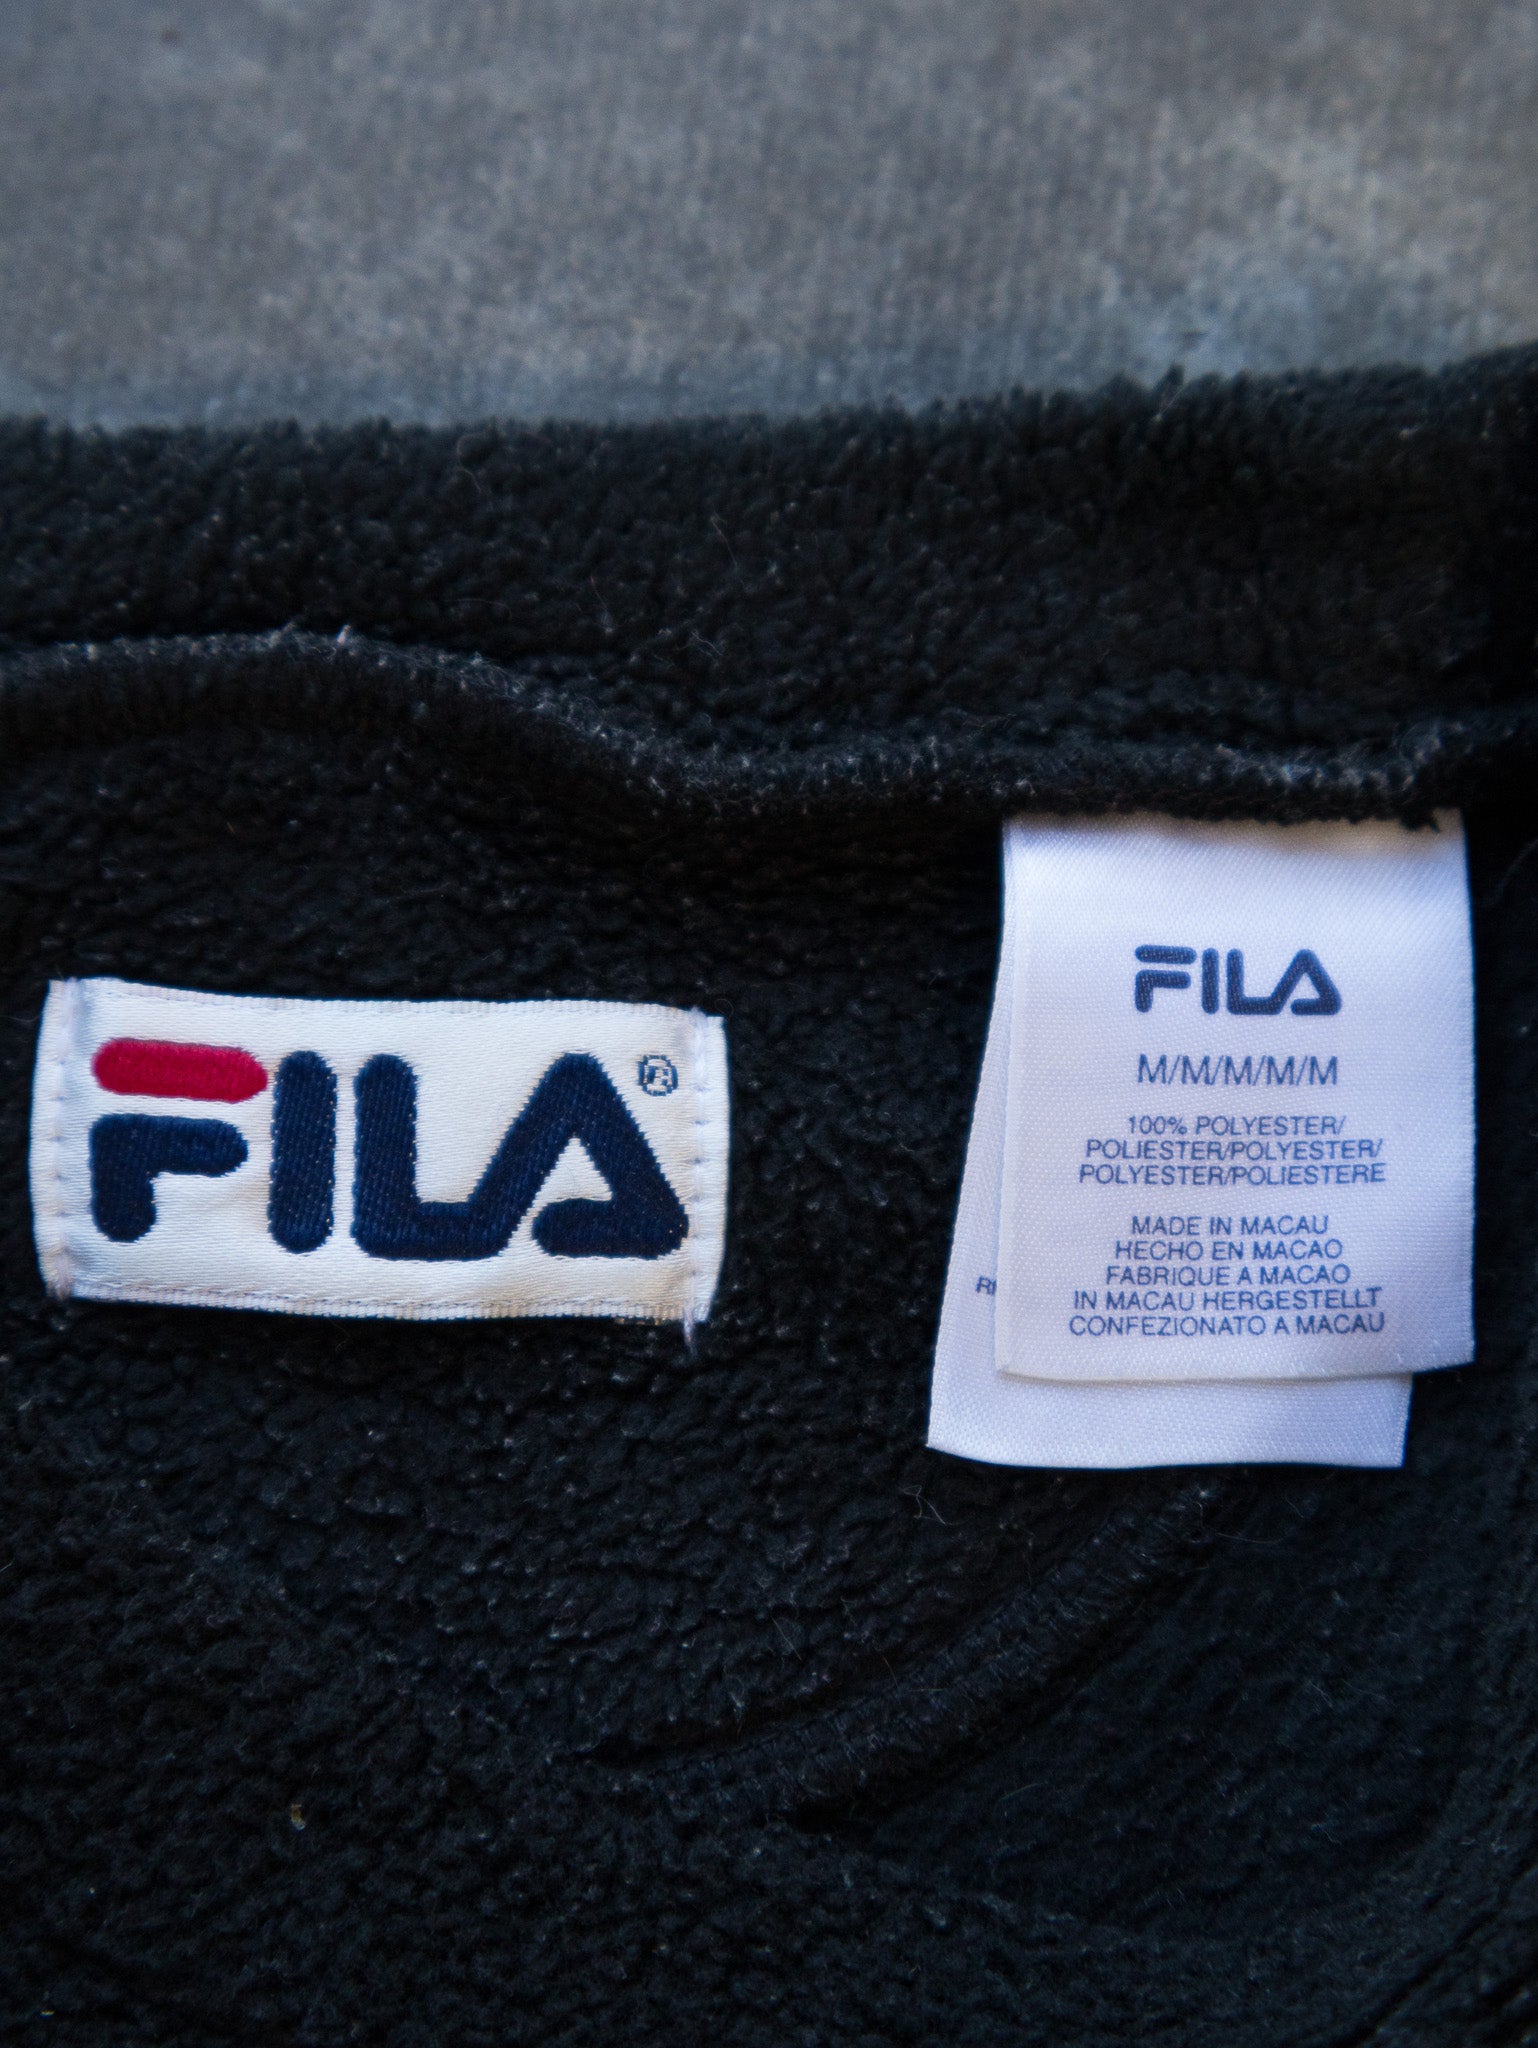 FILA®
FILA
M/M/M/M/M
100% POLYESTER/
POLIESTER/POLYESTER/
POLYESTER/POLIESTERE
MADE IN MACAU
HECHO EN MACAO
FABRIQUE A MACAO
IN MACAU HERGESTELLT
CONFEZIONATO A MACAU